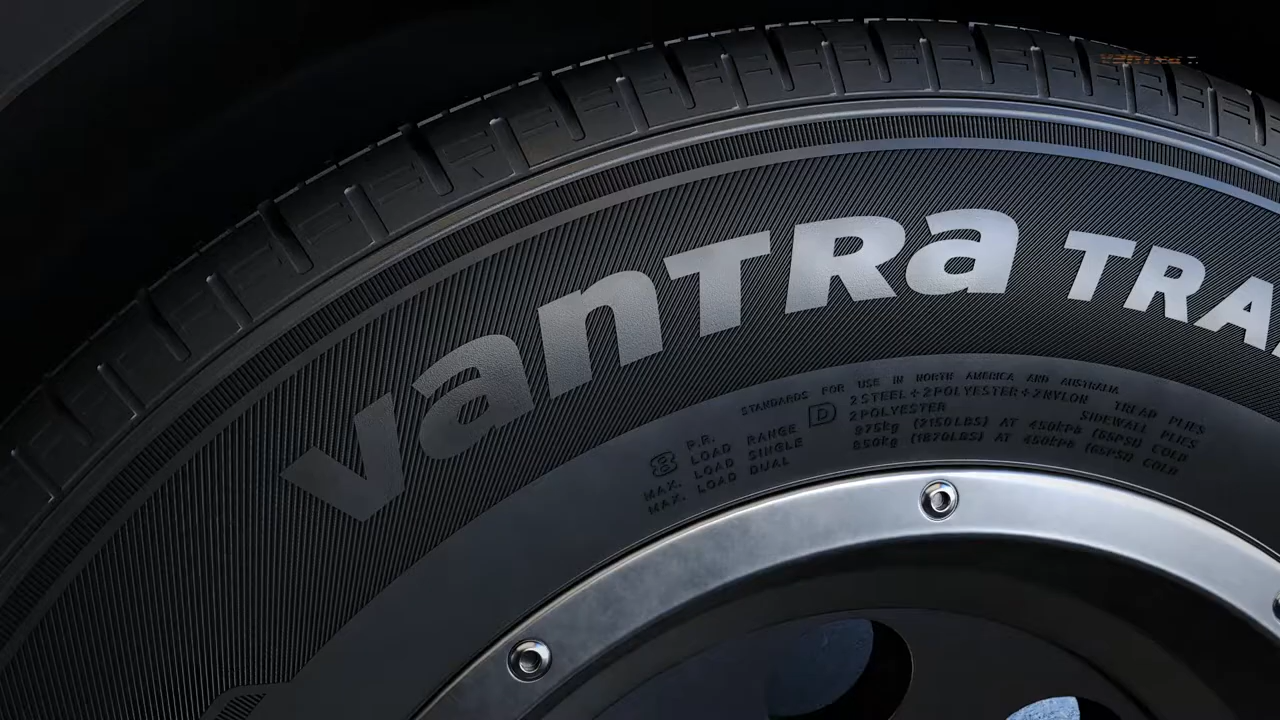 vanTRa TRA
STANDARDS FOR USE IN NORTH AMERICA AND AUSTRALIA
8 P.R.
LOAD RANGE D 2STEEL+2POLYESTER+2NYLON TREAD PLIES
2POLYESTER SIDEWALL PLIES
MAX. LOAD SINGLE 975kg (2150LBS) AT 450kPa (65PSI) COLD
MAX. LOAD DUAL 850kg (1870LBS) AT 450kPa (65PSI) COLD